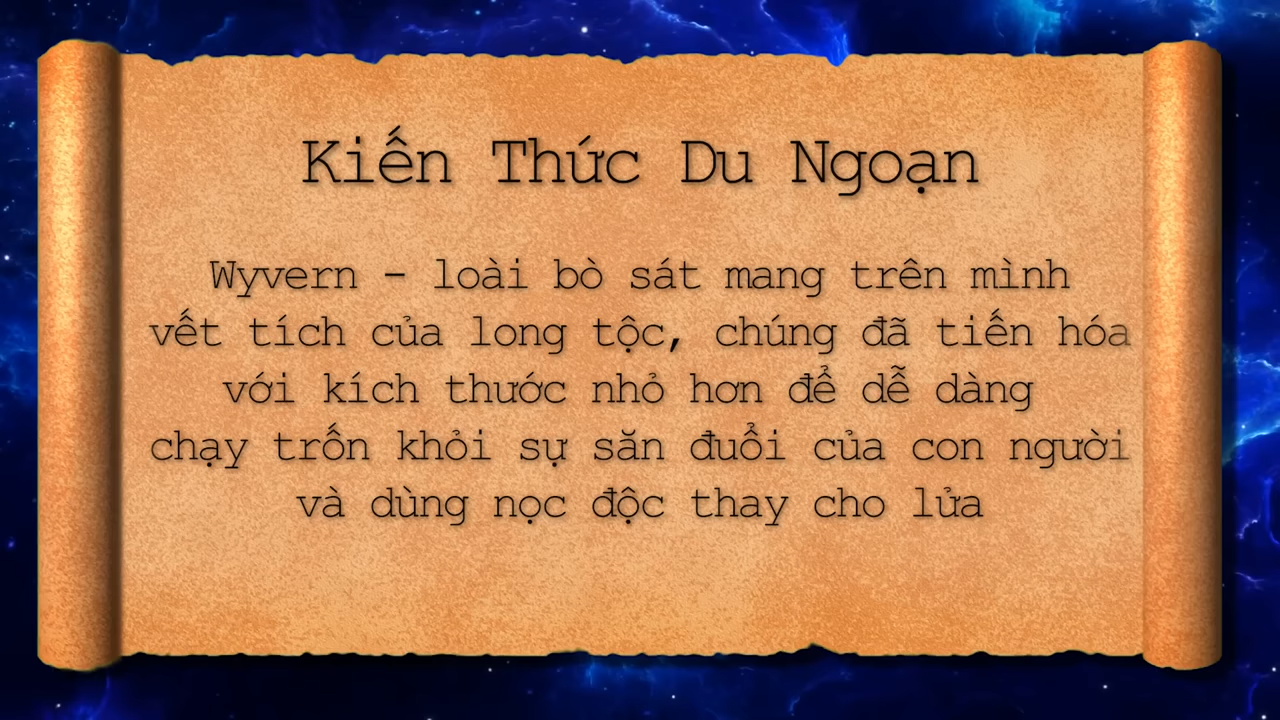 Kiến Thức Du Ngoạn
Wyvern - loài bò sát mang trên mình
vết tích của long tộc, chúng đã tiến hóa
với kích thước nhỏ hơn để dễ dàng
chạy trốn khỏi sự săn đuổi của con người
và dùng nọc độc thay cho lửa